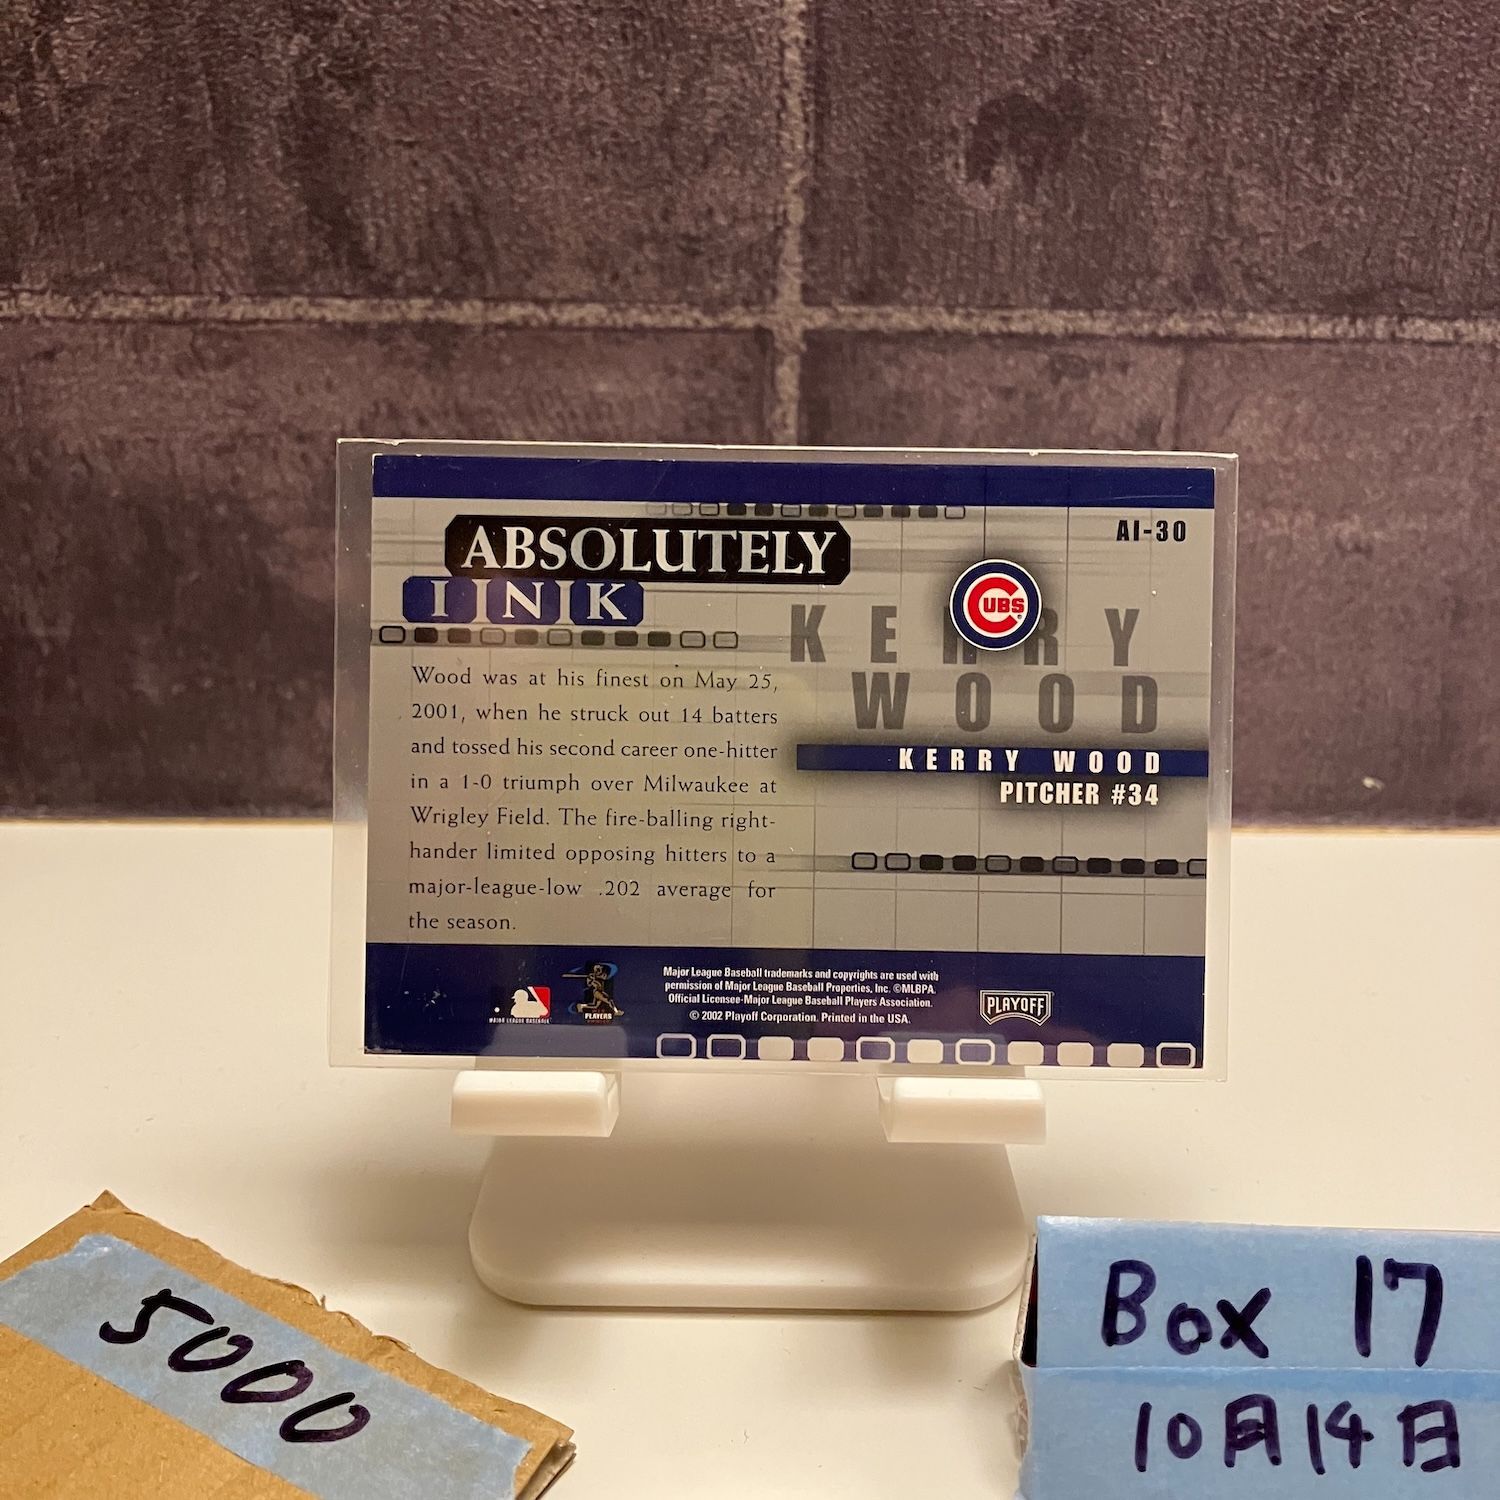 ABSOLUTELY
INK
AI-30
CUBS
KERRY
WOOD
KERRY WOOD
PITCHER #34
Wood was at his finest on May 25,
2001, when he struck out 14 batters
and tossed his second career one-hitter
in a 1-0 triumph over Milwaukee at
Wrigley Field. The fire-balling right-
hander limited opposing hitters to a
major-league-low .202 average for
the season.
MAJOR LEAGUE BASEBALL
PLAYERS
Major League Baseball trademarks and copyrights are used with
permission of Major League Baseball Properties, Inc. ©MLBPA.
Official Licensee-Major League Baseball Players Association.
© 2002 Playoff Corporation. Printed in the USA.
PLAYOFF
5000
Box 17
10月14日